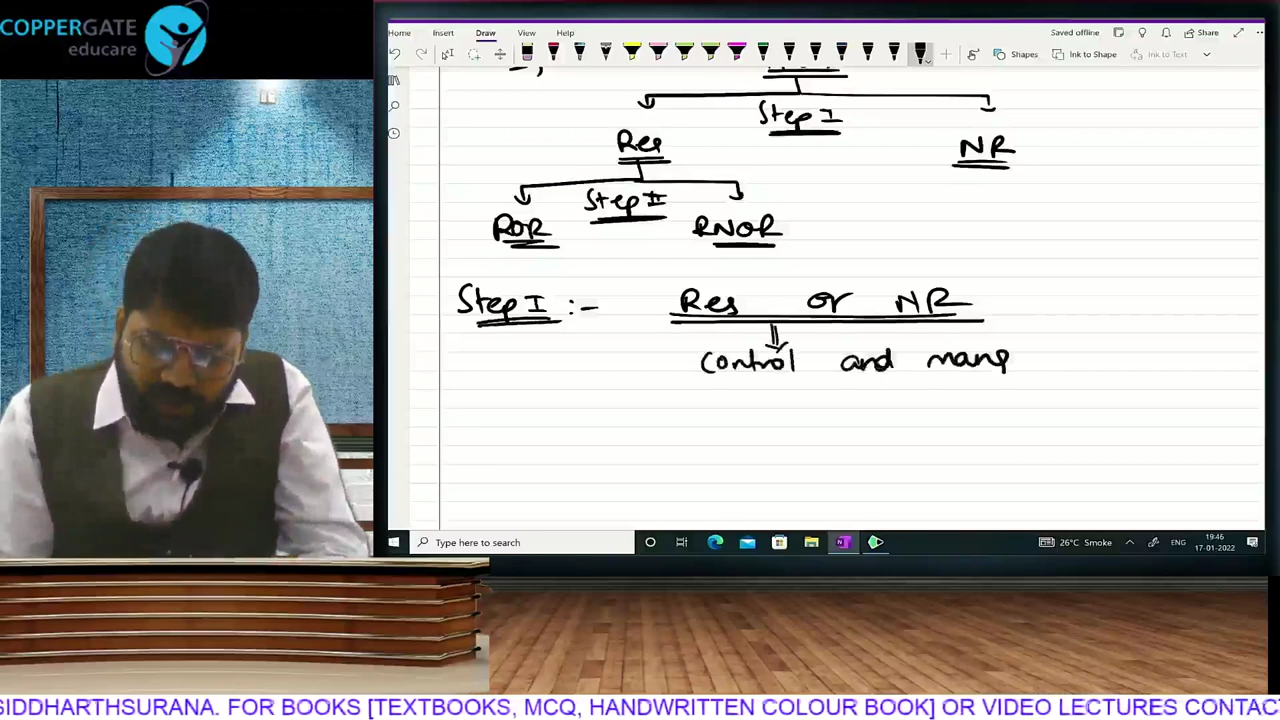 COPPERGATE
educare
Home Insert Draw View Help
Saved offline Share
Shapes Ink to Shape Ink to Text
Step I
Res NR
Step II
ROR RNOR
Step I :- Res or NR
control and mang
Type here to search
26°C Smoke ENG 19:46
17-01-2022
SIDDHARTHSURANA. FOR BOOKS [TEXTBOOKS, MCQ, HANDWRITTEN COLOUR BOOK] OR VIDEO LECTURES CONTAC